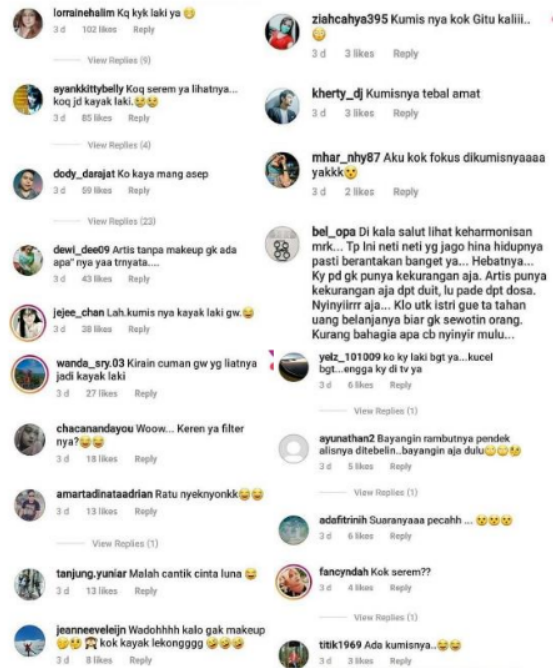 lorrainehalim Kq kyk laki ya 😳
3 d 102 likes Reply
View Replies (9)
ayankkittybelly Koq serem ya lihatnya...
koq jd kayak laki.😢😢
3 d 85 likes Reply
View Replies (4)
dody_darajat Ko kaya mang asep
3 d 59 likes Reply
View Replies (23)
dewi_dee09 Artis tanpa makeup gk ada
apa" nya yaa trnyata....
3 d 43 likes Reply
jejee_chan Lah.kumis nya kayak laki gw.😂
3 d 28 likes Reply
wanda_sry.03 Kirain cuman gw yg liatnya
jadi kayak laki
3 d 27 likes Reply
chacanandayou Woow... Keren ya filter
nya?😂😂
3 d 18 likes Reply
amartadinataadrian Ratu nyeknyonkk😂😂
3 d 13 likes Reply
View Replies (1)
tanjung.yuniar Malah cantik cinta luna 😂
3 d 13 likes Reply
jeanneeveleijn Wadohhhh kalo gak makeup
🤭🤔🙈 kok kayak lekongggg 🤣🤣🤣
3 d 8 likes Reply
ziahcahya395 Kumis nya kok Gitu kaliii..
😳
3 d 3 likes Reply
kherty_dj Kumisnya tebal amat
3 d 3 likes Reply
mhar_nhy87 Aku kok fokus dikumisnyaaaa
yakkk😯
3 d 2 likes Reply
bel_opa Di kala salut lihat keharmonisan
mrk... Tp Ini neti neti yg jago hina hidupnya
pasti berantakan banget ya... Hebatnya...
Ky pd gk punya kekurangan aja. Artis punya
kekurangan aja dpt duit, lu pade dpt dosa.
Nyinyiirrr aja... Klo utk istri gue ta tahan
uang belanjanya biar gk sewotin orang.
Kurang bahagia apa cb nyinyir mulu...
yelz_101009 ko ky laki bgt ya...kucel
bgt...engga ky di tv ya
3 d 6 likes Reply
View Replies (1)
ayunathan2 Bayangin rambutnya pendek
alisnya ditebelin..bayangin aja dulu😳😳🤔
3 d 5 likes Reply
View Replies (1)
adafitrinih Suaranyaaa pecahh ... 😯😯😯
3 d 6 likes Reply
fancyndah Kok serem??
3 d 4 likes Reply
View Replies (1)
titik1969 Ada kumisnya..😂😂
3 d 3 likes Reply